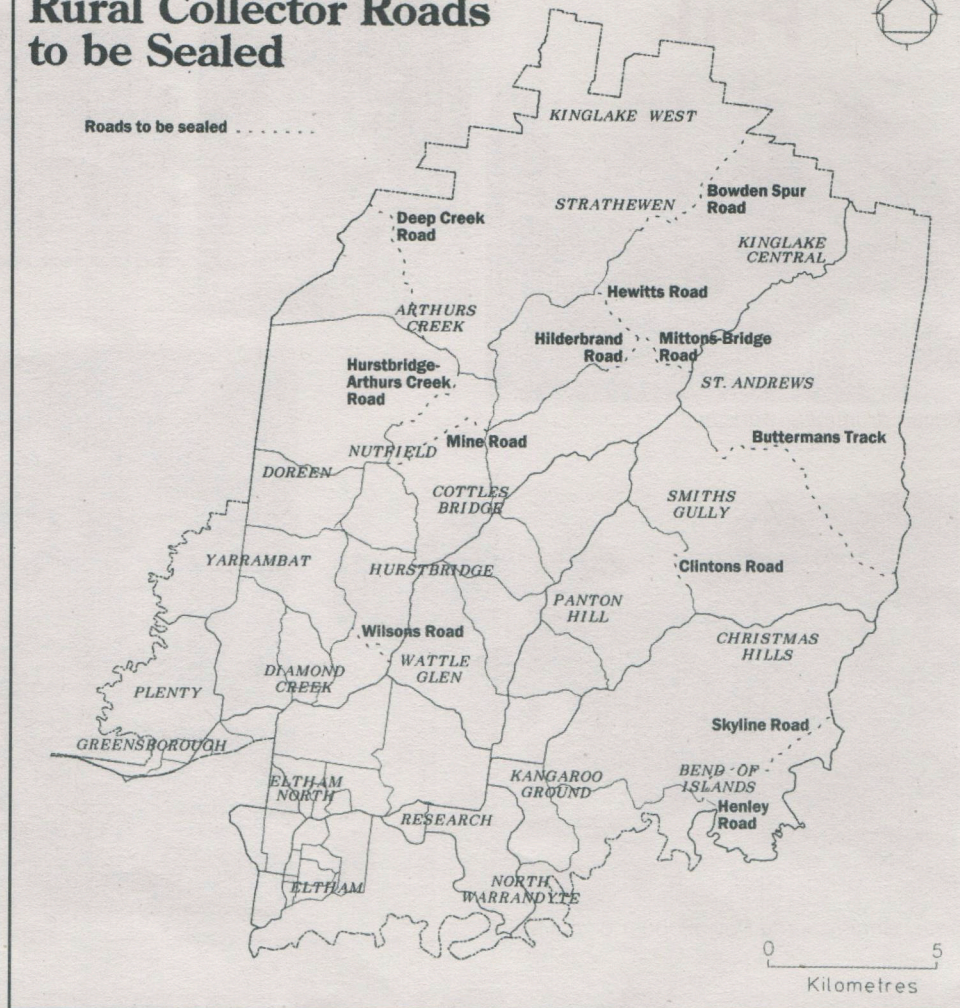 Rural Collector Roads
to be Sealed
Roads to be sealed .......
KINGLAKE WEST
STRATHEWEN
Bowden Spur
Road
Deep Creek
Road
KINGLAKE
CENTRAL
Hewitts Road
ARTHURS
CREEK
Hilderbrand
Road
Mittons-Bridge
Road
Hurstbridge-
Arthurs Creek
Road
ST. ANDREWS
Mine Road
Buttermans Track
NUTFIELD
DOREEN
COTTLES
BRIDGE
SMITHS
GULLY
YARRAMBAT
HURSTBRIDGE
Clintons Road
PANTON
HILL
Wilsons Road
CHRISTMAS
HILLS
WATTLE
GLEN
DIAMOND
CREEK
PLENTY
Skyline Road
GREENSBOROUGH
ELTHAM
NORTH
KANGAROO
GROUND
BEND OF
ISLANDS
Henley
Road
RESEARCH
ELTHAM
NORTH
WARRANDYTE
0 5
Kilometres